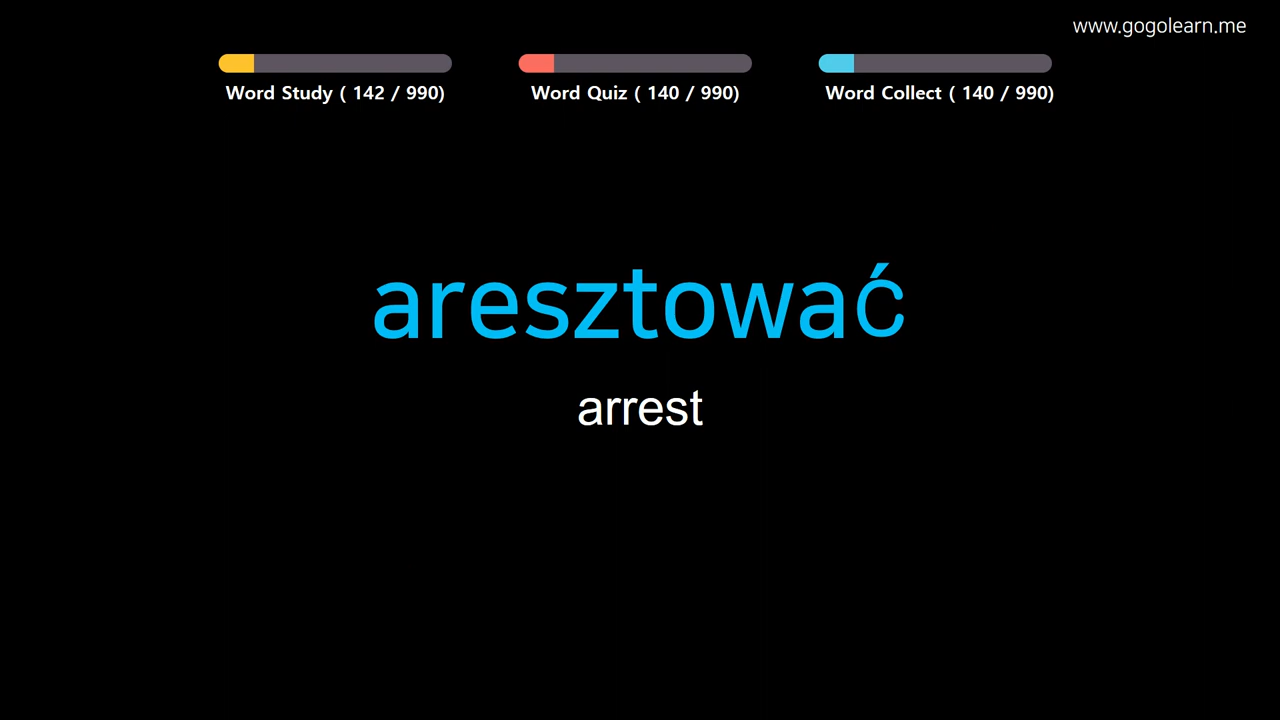 www.gogolearn.me
Word Study ( 142 / 990)
Word Quiz ( 140 / 990)
Word Collect ( 140 / 990)
aresztować
arrest